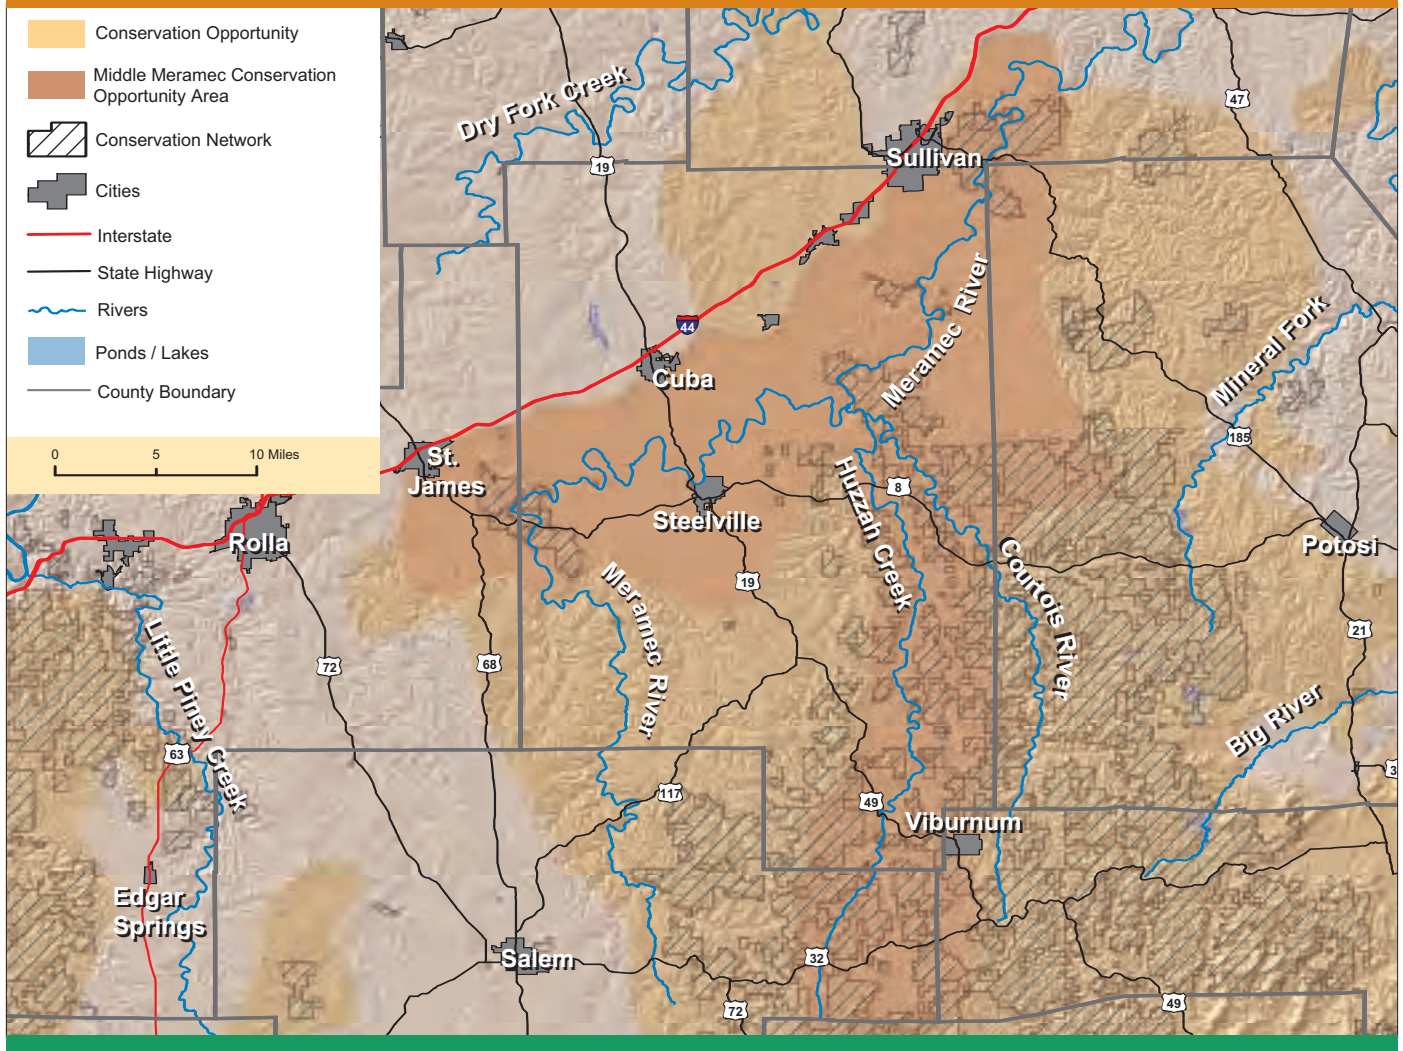 Conservation Opportunity
Middle Meramec Conservation
Opportunity Area
Conservation Network
Cities
Interstate
State Highway
Rivers
Ponds / Lakes
County Boundary
0 5 10 Miles
Dry Fork Creek
47
19
Sullivan
Meramec River
44
Mineral Fork
Cuba
185
St.
James
Huzzah Creek
8
Steelville
Rolla
Potosi
Courtois River
19
Meramec River
Little Piney Creek
21
72
68
Big River
63
117
49
Viburnum
Edgar
Springs
Salem
32
72
49